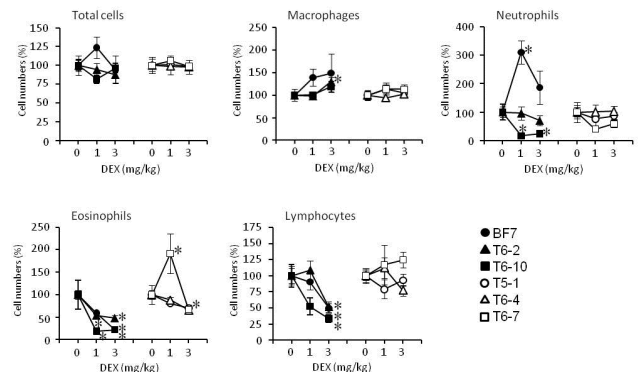 Total cells
Cell numbers (%)
150
125
100
75
50
25
0
0 1 3 0 1 3
DEX (mg/kg)
Macrophages
Cell numbers (%)
250
200
150
100
50
0
*
0 1 3 0 1 3
DEX (mg/kg)
Neutrophils
Cell numbers (%)
400
300
200
100
0
*
* *
0 1 3 0 1 3
DEX (mg/kg)
Eosinophils
Cell numbers (%)
250
200
150
100
50
0
*
* * *
* *
* *
0 1 3 0 1 3
DEX (mg/kg)
Lymphocytes
Cell numbers (%)
175
150
125
100
75
50
25
0
*
*
*
0 1 3 0 1 3
DEX (mg/kg)
BF7
T6-2
T6-10
T5-1
T6-4
T6-7